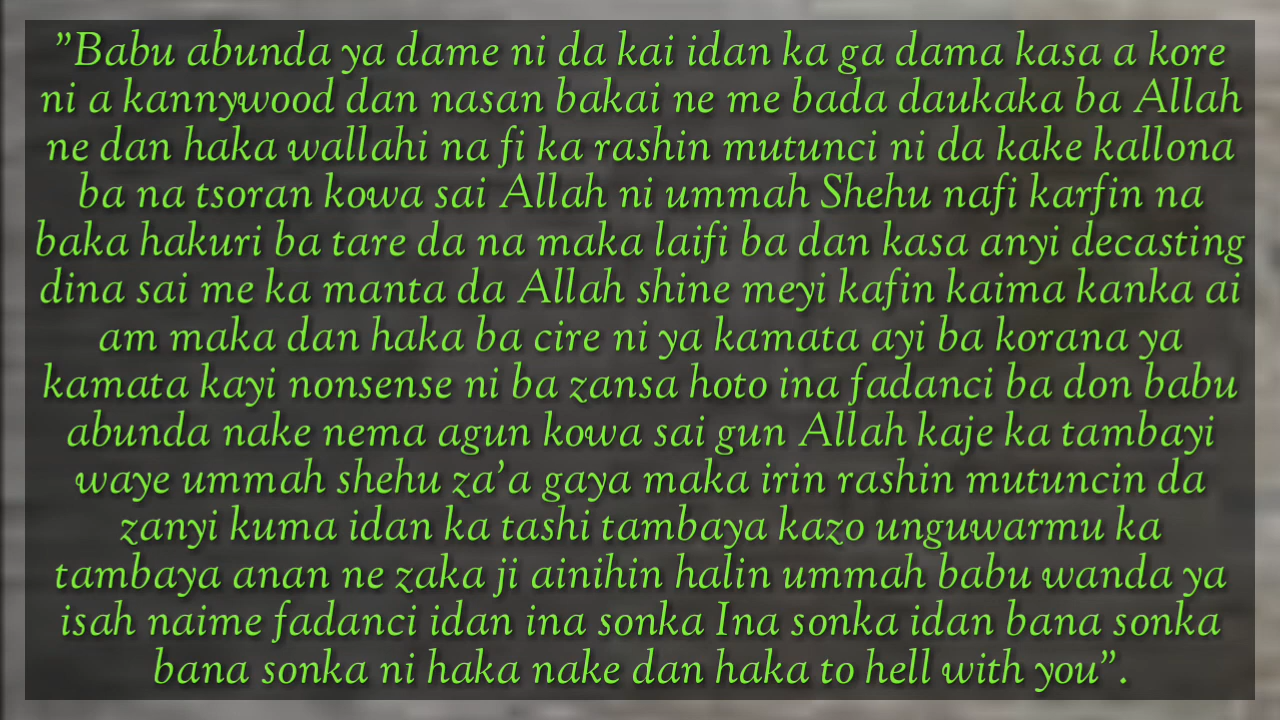 ”Babu abunda ya dame ni da kai idan ka ga dama kasa a kore
ni a kannywood dan nasan bakai ne me bada daukaka ba Allah
ne dan haka wallahi na fi ka rashin mutunci ni da kake kallona
ba na tsoran kowa sai Allah ni ummah Shehu nafi karfin na
baka hakuri ba tare da na maka laifi ba dan kasa anyi decasting
dina sai me ka manta da Allah shine meyi kafin kaima kanka ai
am maka dan haka ba cire ni ya kamata ayi ba korana ya
kamata kayi nonsense ni ba zansa hoto ina fadanci ba don babu
abunda nake nema agun kowa sai gun Allah kaje ka tambayi
waye ummah shehu za’a gaya maka irin rashin mutuncin da
zanyi kuma idan ka tashi tambaya kazo unguwarmu ka
tambaya anan ne zaka ji ainihin halin ummah babu wanda ya
isah naime fadanci idan ina sonka Ina sonka idan bana sonka
bana sonka ni haka nake dan haka to hell with you”.